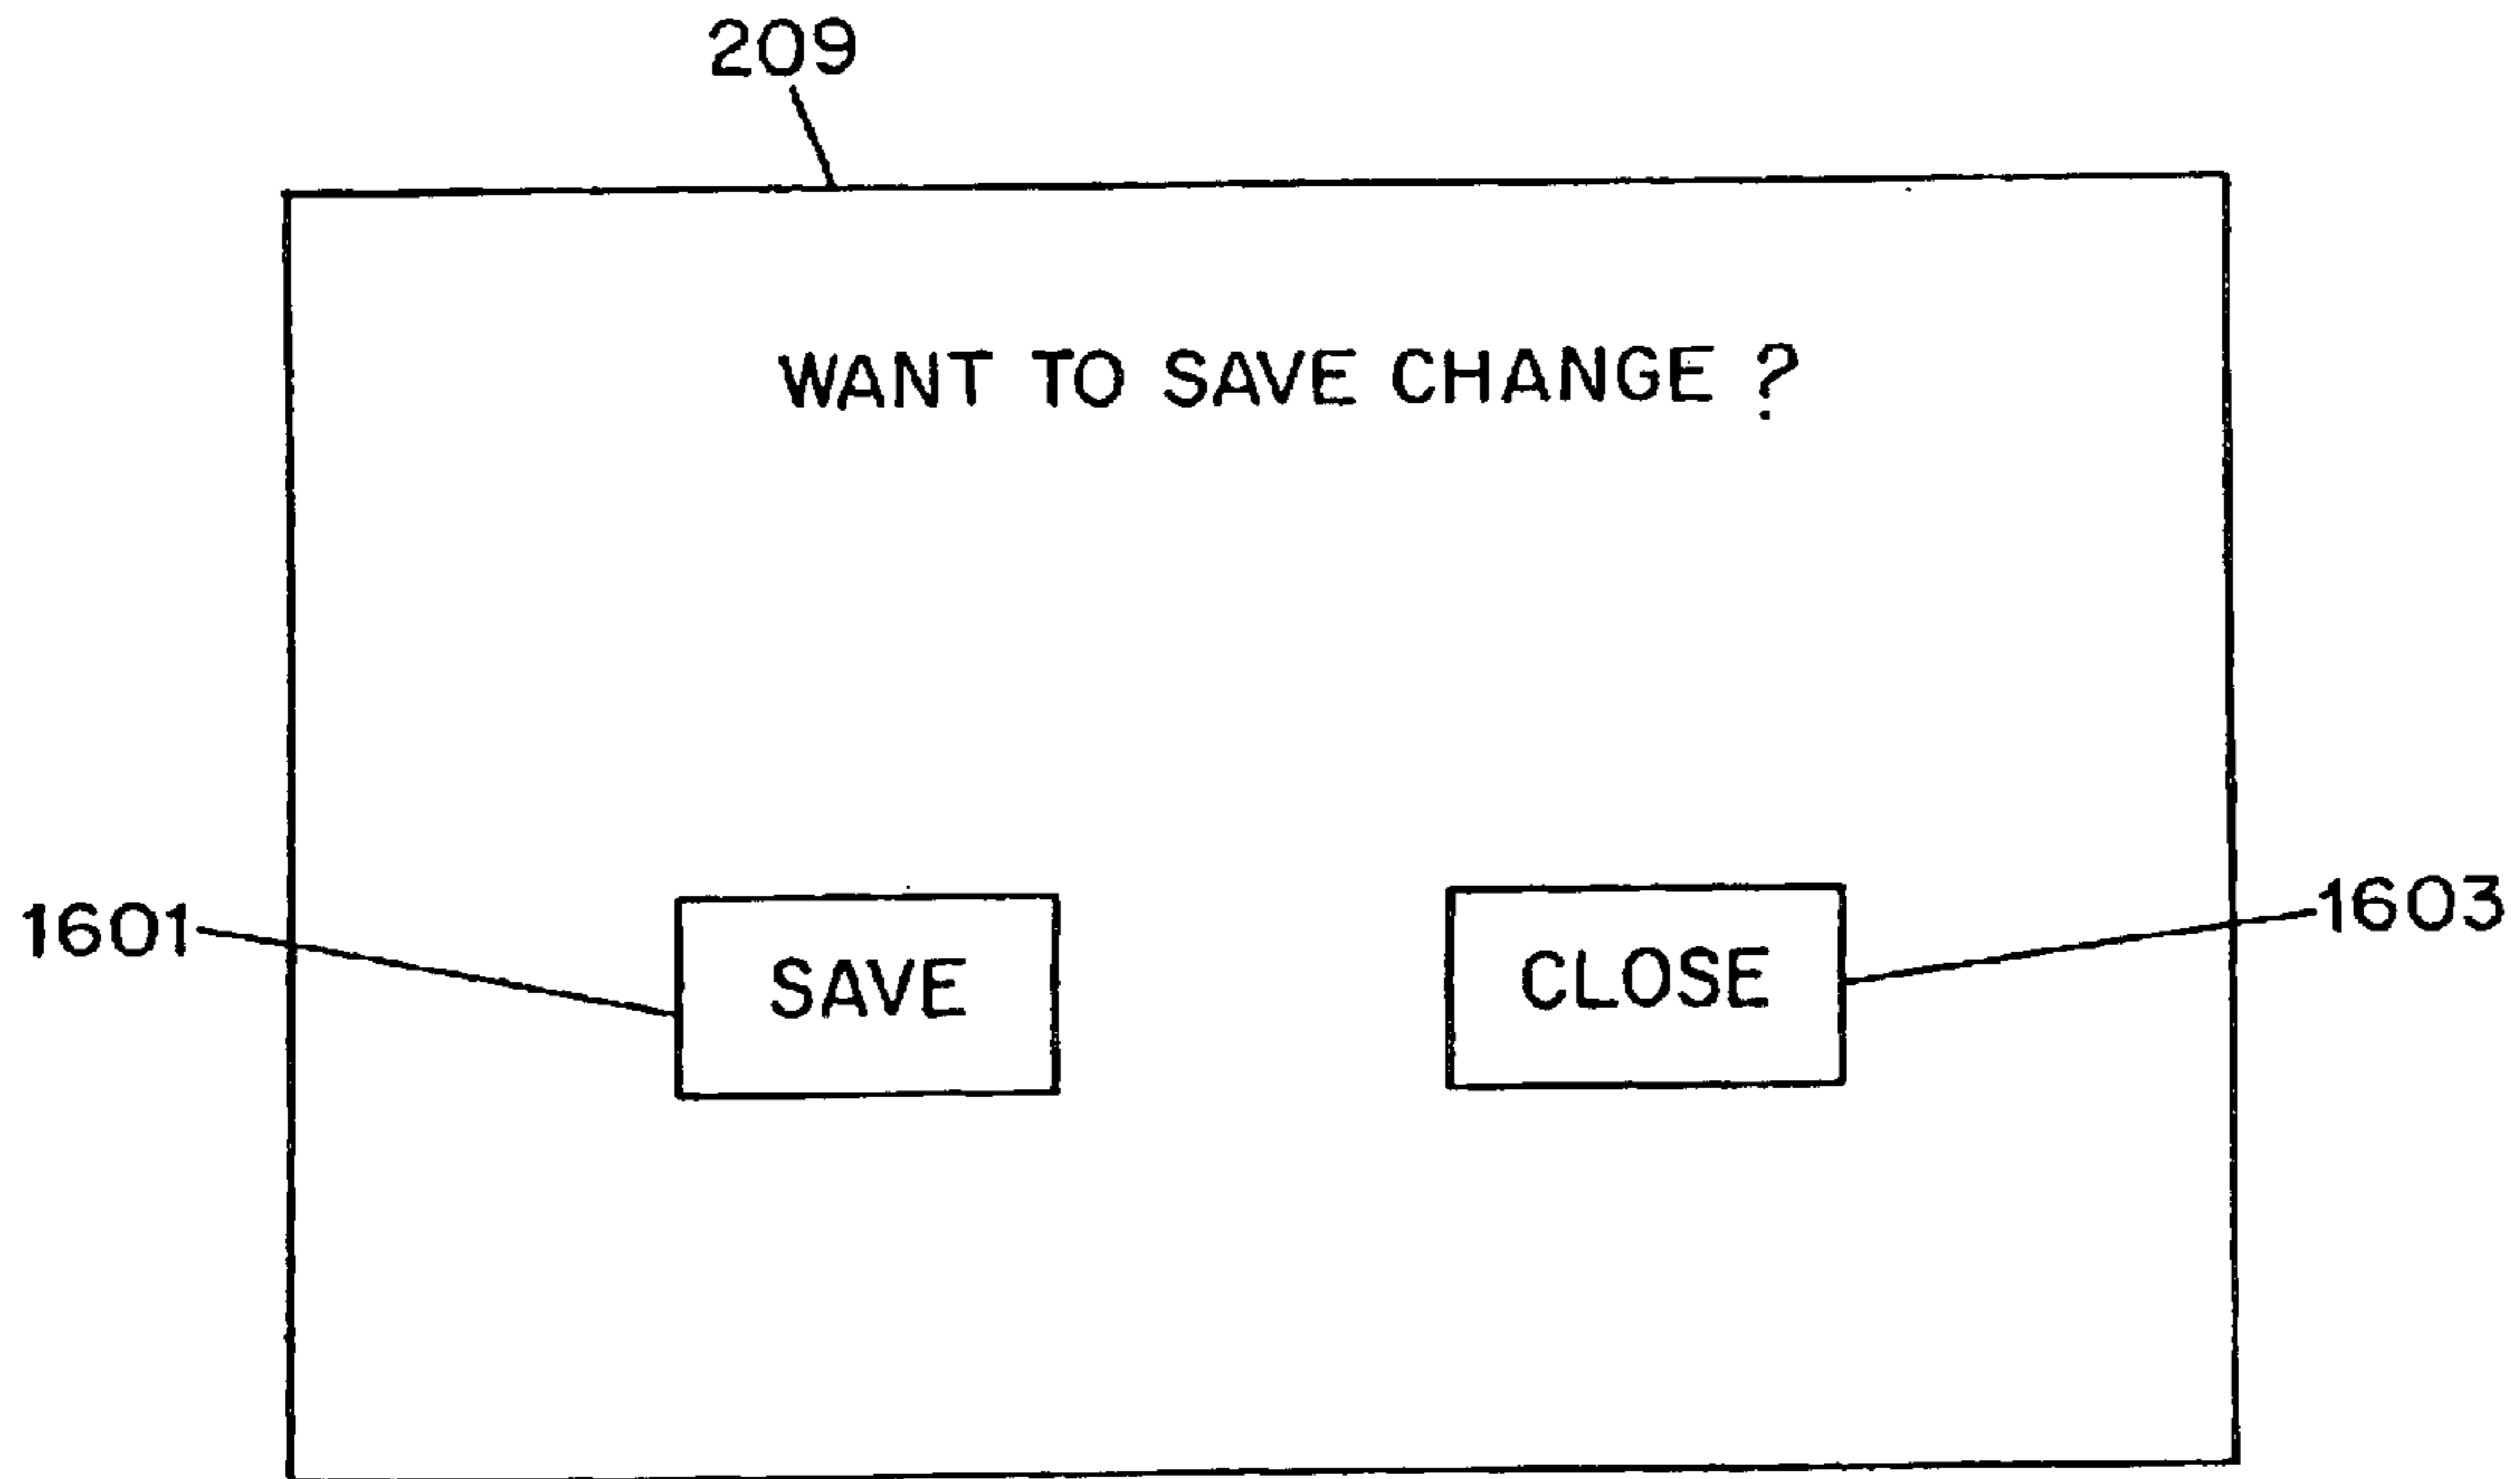 209
WANT TO SAVE CHANGE ?
1601
SAVE
CLOSE
1603